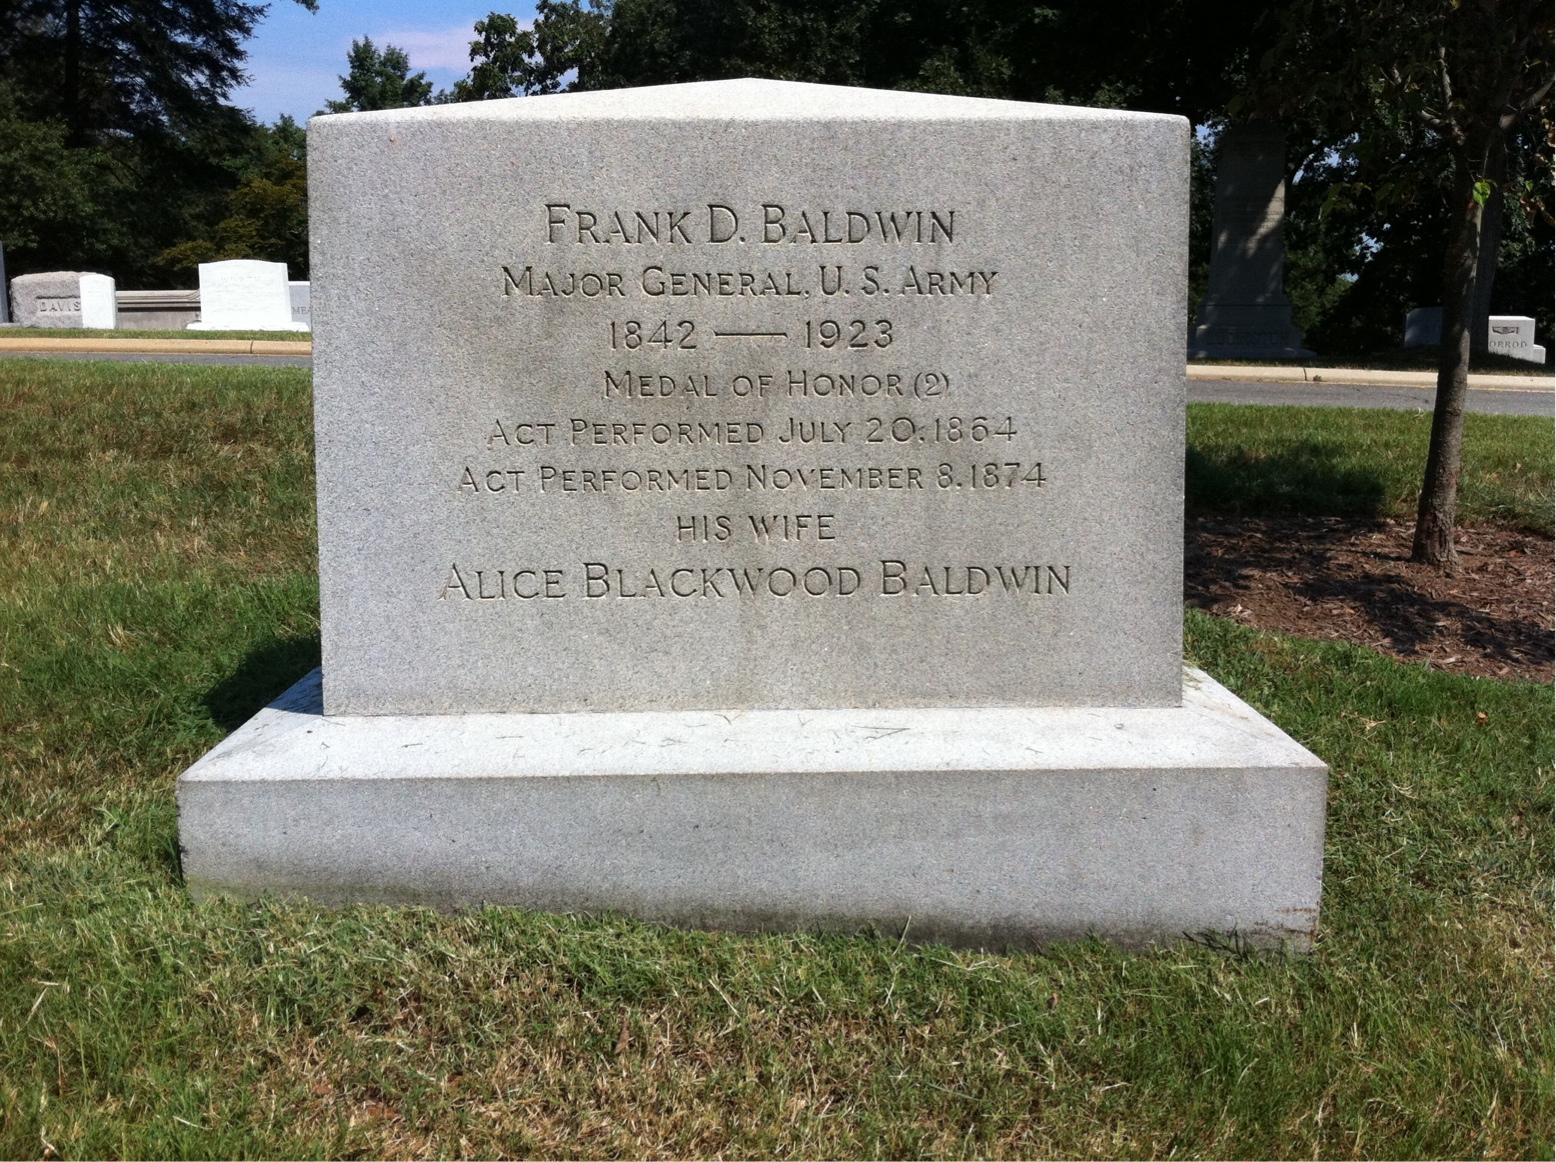 FRANK D. BALDWIN
MAJOR GENERAL, U. S. ARMY
1842 — 1923
MEDAL OF HONOR (2)
ACT PERFORMED JULY 20, 1864
ACT PERFORMED NOVEMBER 8, 1874
HIS WIFE
ALICE BLACKWOOD BALDWIN
DAVIS